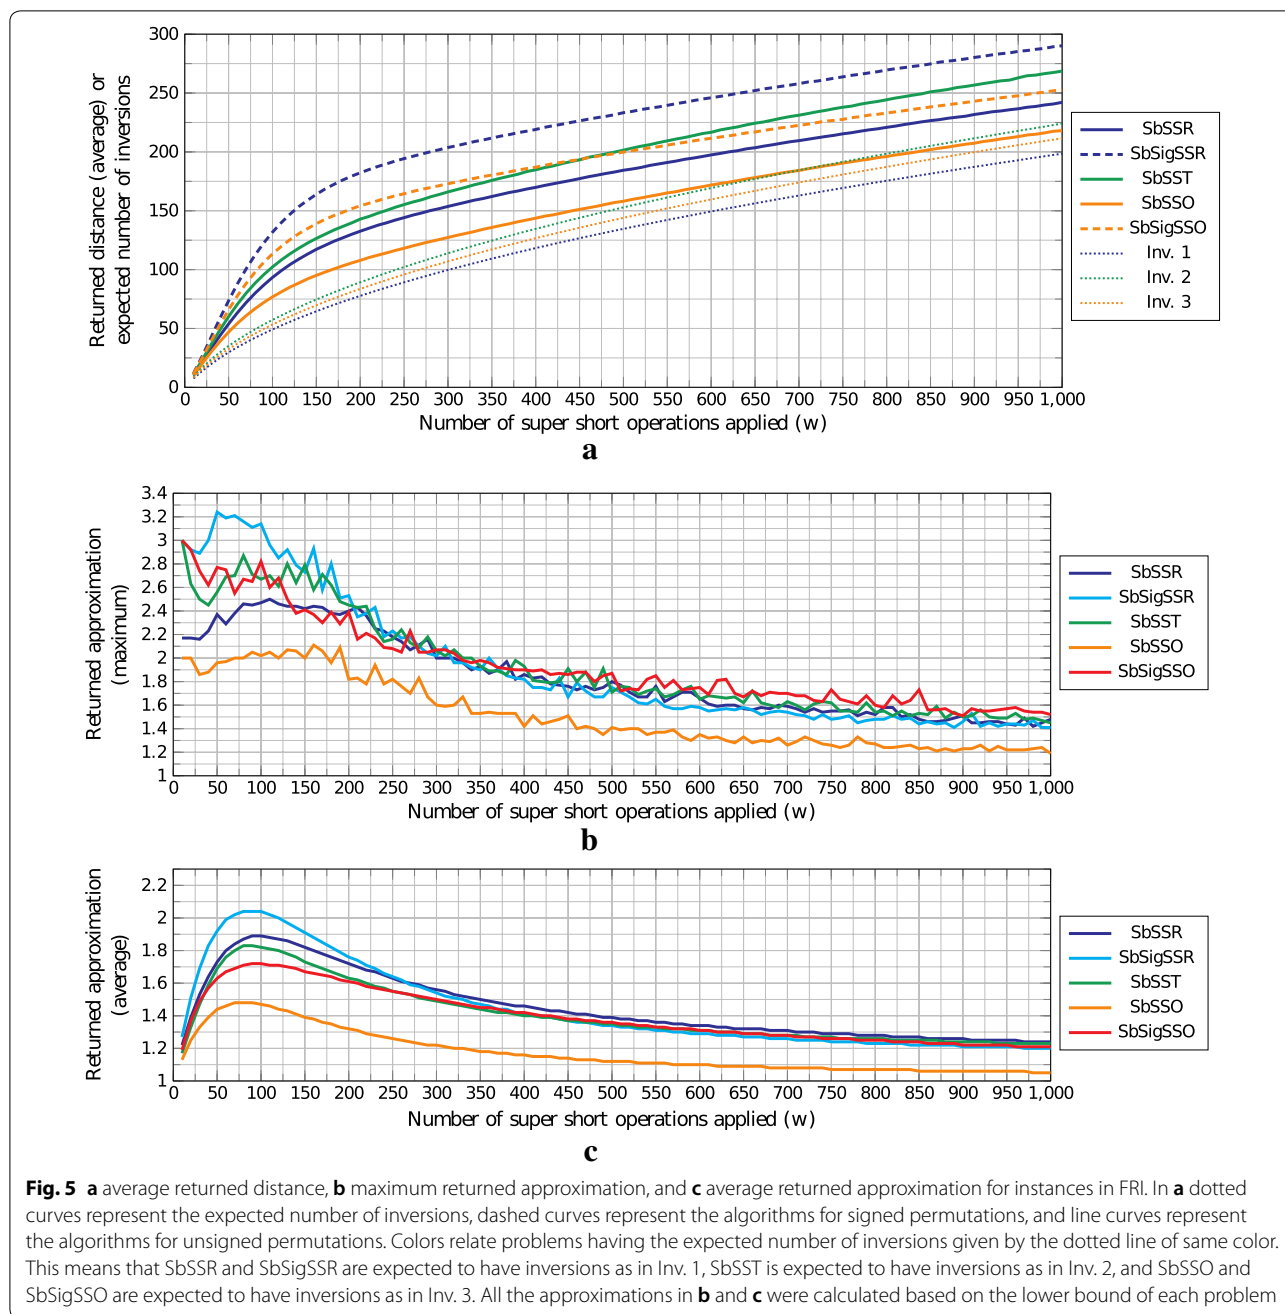 300
250
200
150
100
50
0
Returned distance (average) or
expected number of inversions
0 50 100 150 200 250 300 350 400 450 500 550 600 650 700 750 800 850 900 950 1,000
Number of super short operations applied (w)
SbSSR
SbSigSSR
SbSST
SbSSO
SbSigSSO
Inv. 1
Inv. 2
Inv. 3
a
3.4
3.2
3
2.8
2.6
2.4
2.2
2
1.8
1.6
1.4
1.2
1
Returned approximation
(maximum)
0 50 100 150 200 250 300 350 400 450 500 550 600 650 700 750 800 850 900 950 1,000
Number of super short operations applied (w)
SbSSR
SbSigSSR
SbSST
SbSSO
SbSigSSO
b
2.2
2
1.8
1.6
1.4
1.2
1
Returned approximation
(average)
0 50 100 150 200 250 300 350 400 450 500 550 600 650 700 750 800 850 900 950 1,000
Number of super short operations applied (w)
SbSSR
SbSigSSR
SbSST
SbSSO
SbSigSSO
c
Fig. 5 a average returned distance, b maximum returned approximation, and c average returned approximation for instances in FRI. In a dotted
curves represent the expected number of inversions, dashed curves represent the algorithms for signed permutations, and line curves represent
the algorithms for unsigned permutations. Colors relate problems having the expected number of inversions given by the dotted line of same color.
This means that SbSSR and SbSigSSR are expected to have inversions as in Inv. 1, SbSST is expected to have inversions as in Inv. 2, and SbSSO and
SbSigSSO are expected to have inversions as in Inv. 3. All the approximations in b and c were calculated based on the lower bound of each problem